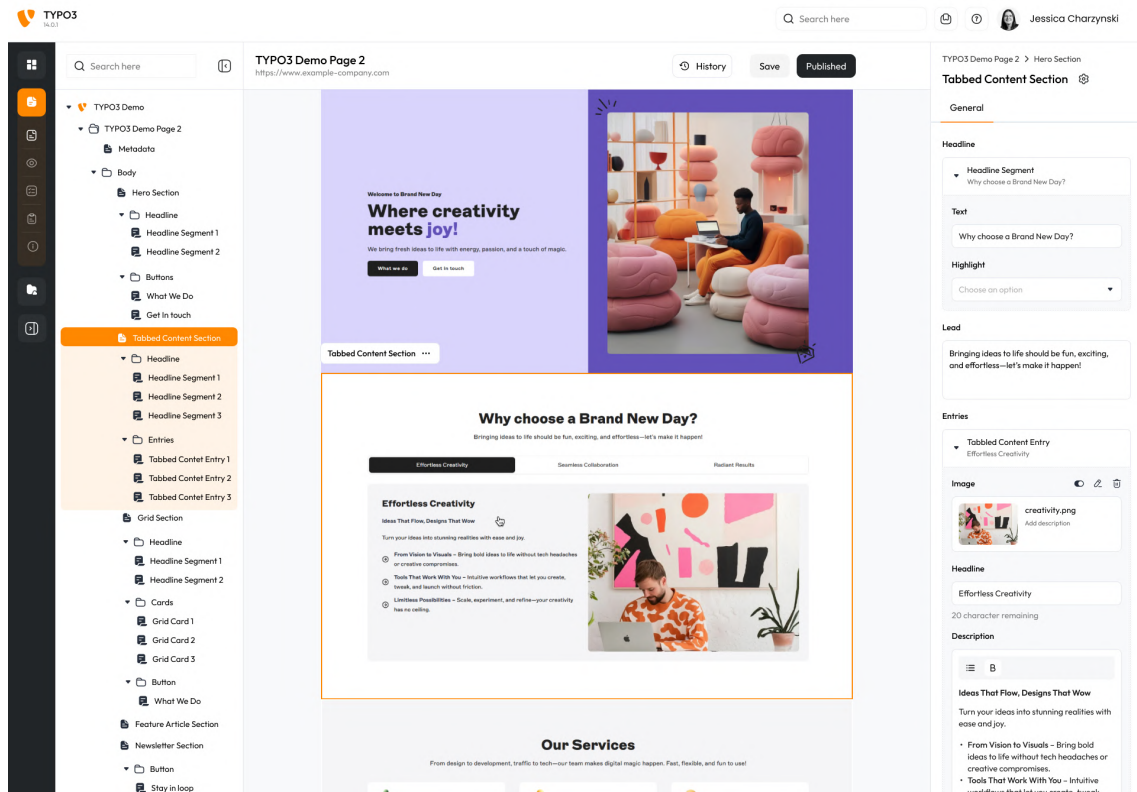 TYPO3
14.0.1
Search here
Jessica Charzynski
Search here
TYPO3 Demo
TYPO3 Demo Page 2
Metadata
Body
Hero Section
Headline
Headline Segment 1
Headline Segment 2
Buttons
What We Do
Get In touch
Tabbed Content Section
Headline
Headline Segment 1
Headline Segment 2
Headline Segment 3
Entries
Tabbed Contet Entry 1
Tabbed Contet Entry 2
Tabbed Contet Entry 3
Grid Section
Headline
Headline Segment 1
Headline Segment 2
Cards
Grid Card 1
Grid Card 2
Grid Card 3
Button
What We Do
Feature Article Section
Newsletter Section
Button
Stay in loop
TYPO3 Demo Page 2
https://www.example-company.com
History
Save
Published
Welcome to Brand New Day
Where creativity
meets joy!
We bring fresh ideas to life with energy, passion, and a touch of magic.
What we do
Get in touch
Tabbed Content Section
Why choose a Brand New Day?
Bringing ideas to life should be fun, exciting, and effortless—let's make it happen!
Effortless Creativity
Seamless Collaboration
Radiant Results
Effortless Creativity
Ideas That Flow, Designs That Wow
Turn your ideas into stunning realities with ease and joy.
From Vision to Visuals – Bring bold ideas to life without tech headaches
or creative compromises.
Tools That Work With You – Intuitive workflows that let you create,
tweak, and launch without friction.
Limitless Possibilities – Scale, experiment, and refine—your creativity
has no ceiling.
Our Services
From design to development, traffic to tech—our team makes digital magic happen. Fast, flexible, and fun to use!
TYPO3 Demo Page 2 > Hero Section
Tabbed Content Section
General
Headline
Headline Segment
Why choose a Brand New Day?
Text
Why choose a Brand New Day?
Highlight
Choose an option
Lead
Bringing ideas to life should be fun, exciting,
and effortless—let's make it happen!
Entries
Tabbled Content Entry
Effortless Creativity
Image
creativity.png
Add description
Headline
Effortless Creativity
20 character remaining
Description
B
Ideas That Flow, Designs That Wow
Turn your ideas into stunning realities with
ease and joy.
• From Vision to Visuals – Bring bold
ideas to life without tech headaches or
creative compromises.
• Tools That Work With You – Intuitive
workflows that let you create, tweak,